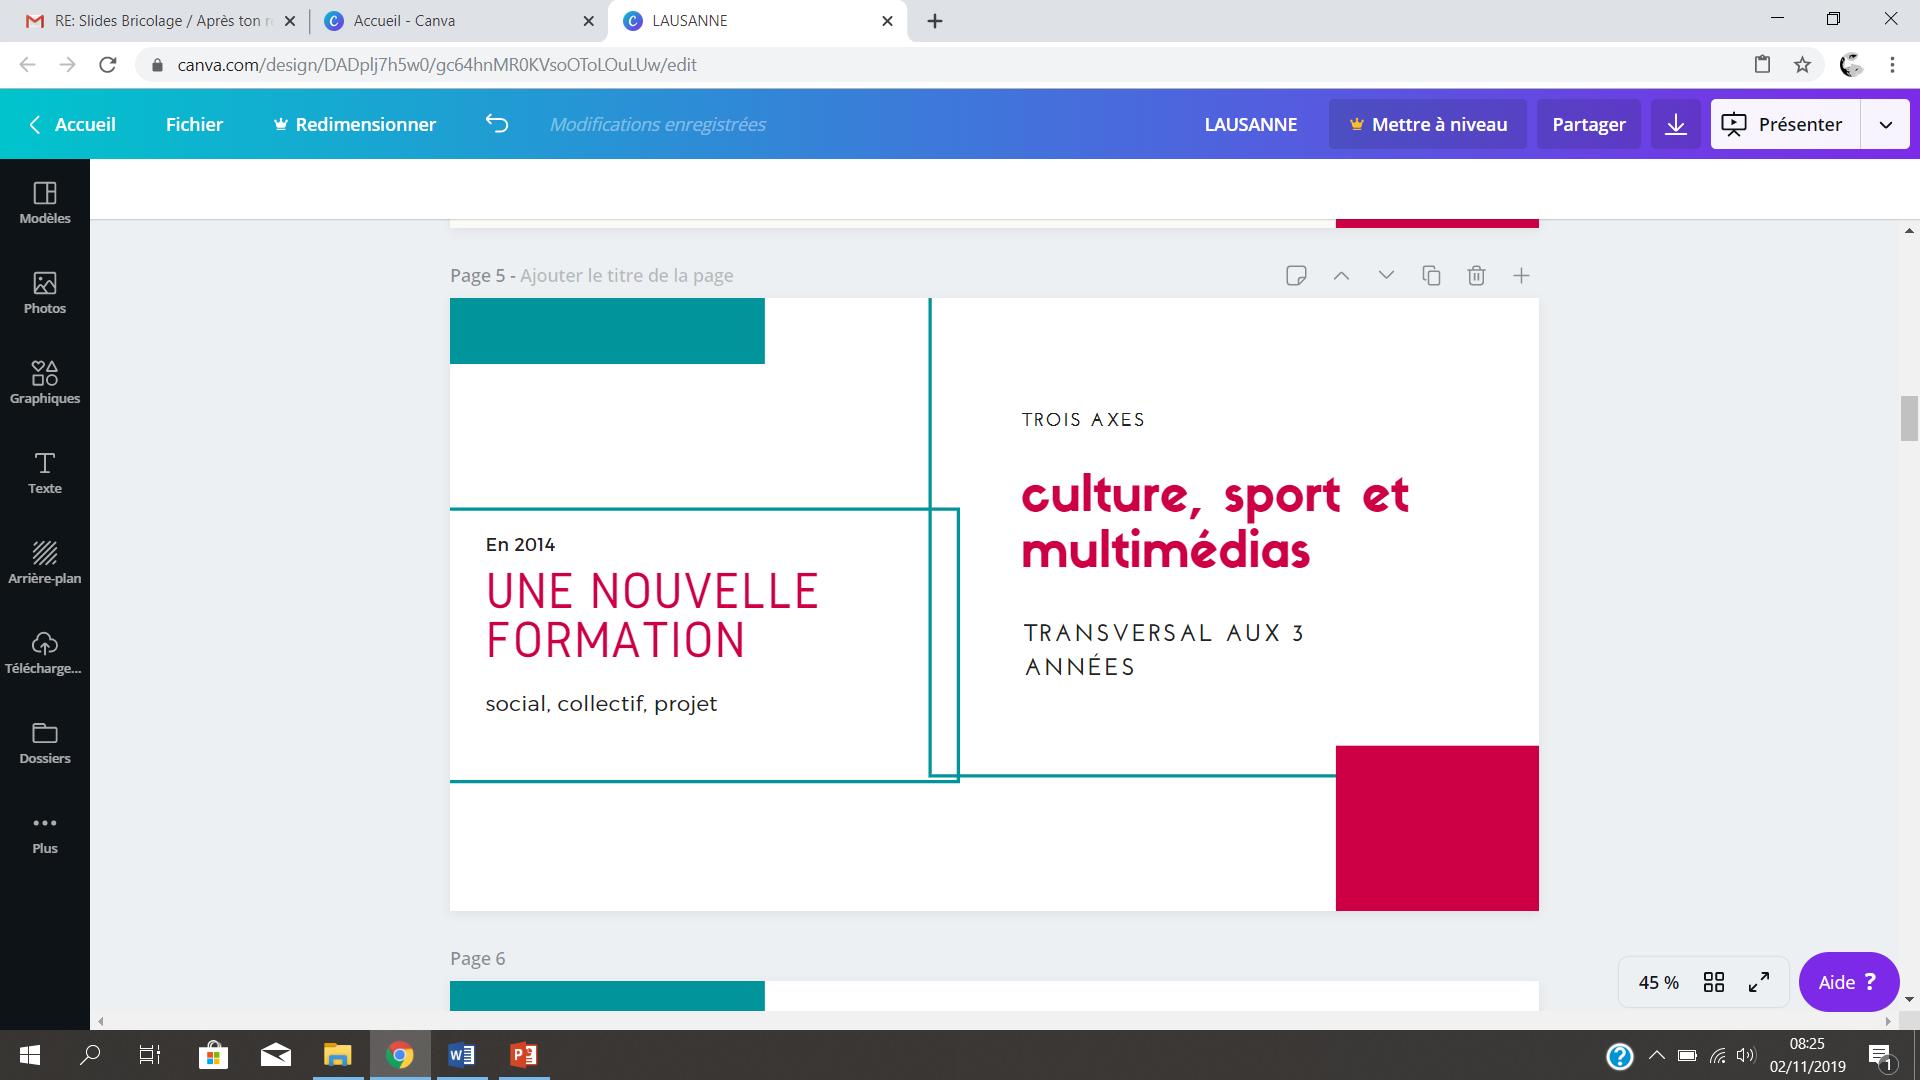 RE: Slides Bricolage / Après ton r
Accueil - Canva
LAUSANNE
canva.com/design/DADplj7h5w0/gc64hnMR0KVsoOToLOuLUw/edit
Accueil
Fichier
Redimensionner
Modifications enregistrées
LAUSANNE
Mettre à niveau
Partager
Présenter
Modèles
Photos
Graphiques
Texte
Arrière-plan
Télécharge...
Dossiers
Plus
Page 5 - Ajouter le titre de la page
En 2014
UNE NOUVELLE
FORMATION
social, collectif, projet
TROIS AXES
culture, sport et
multimédias
TRANSVERSAL AUX 3
ANNÉES
Page 6
45 %
Aide ?
08:25
02/11/2019
1